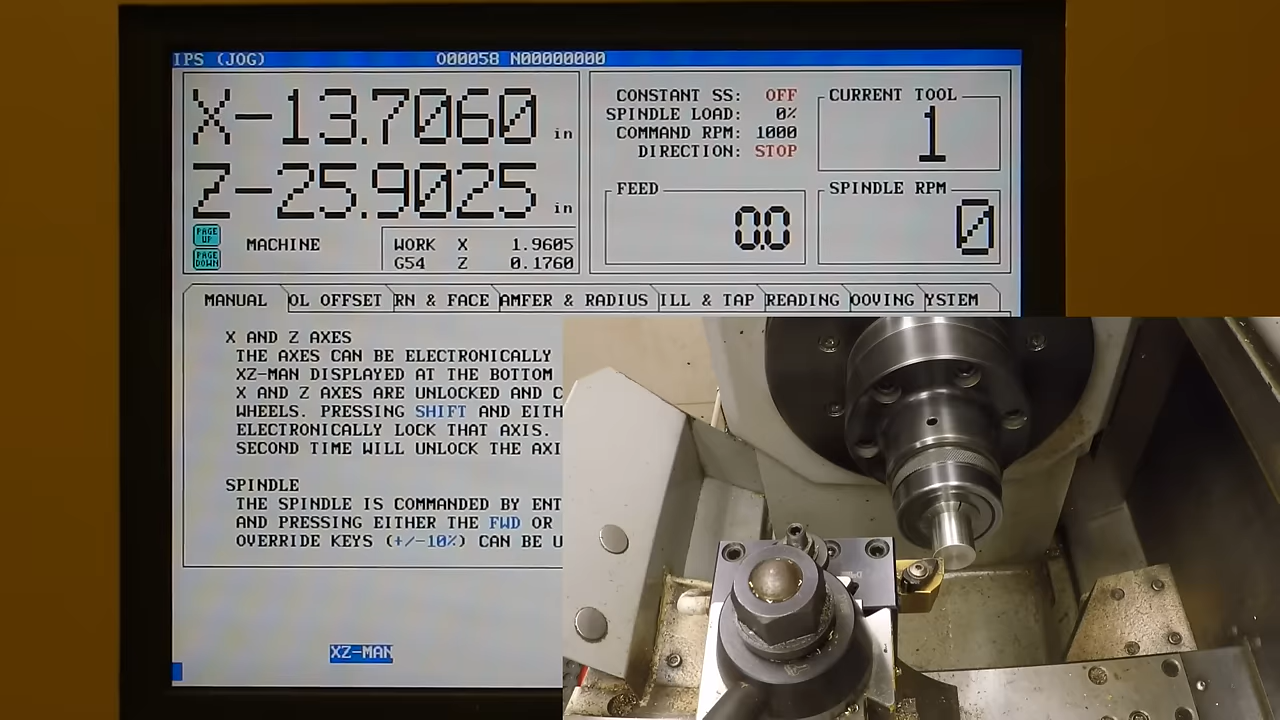 IPS (JOG) O00058 N00000000
X-13.7060 in
Z-25.9025 in
PAGE UP
PAGE DOWN
MACHINE
WORK X 1.9605
G54 Z 0.1760
CONSTANT SS: OFF
SPINDLE LOAD: 0%
COMMAND RPM: 1000
DIRECTION: STOP
CURRENT TOOL
1
FEED
0.0
SPINDLE RPM
0
MANUAL OL OFFSET RN & FACE AMFER & RADIUS ILL & TAP READING OOVING YSTEM
X AND Z AXES
THE AXES CAN BE ELECTRONICALLY
XZ-MAN DISPLAYED AT THE BOTTOM
X AND Z AXES ARE UNLOCKED AND C
WHEELS. PRESSING SHIFT AND EITH
ELECTRONICALLY LOCK THAT AXIS.
SECOND TIME WILL UNLOCK THE AXI
SPINDLE
THE SPINDLE IS COMMANDED BY ENT
AND PRESSING EITHER THE FWD OR
OVERRIDE KEYS (+/-10%) CAN BE U
XZ-MAN